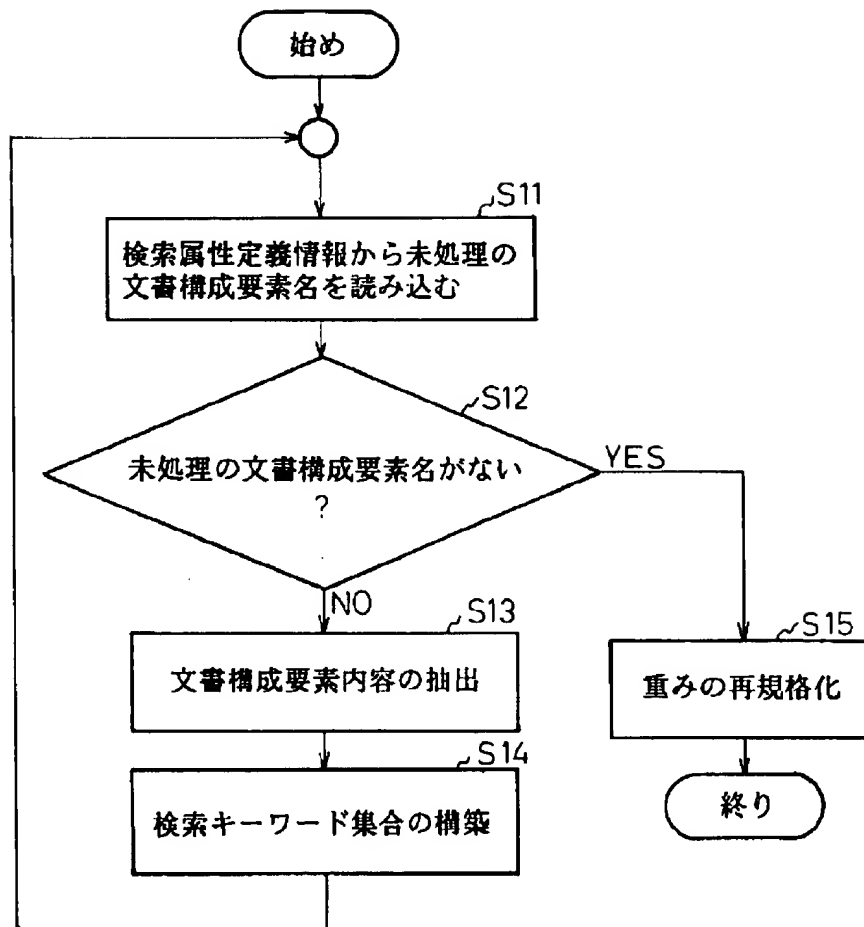 始め
S11
検索属性定義情報から未処理の
文書構成要素名を読み込む
S12
未処理の文書構成要素名がない
?
YES
NO
S13
文書構成要素内容の抽出
S15
重みの再規格化
S14
検索キーワード集合の構築
終り